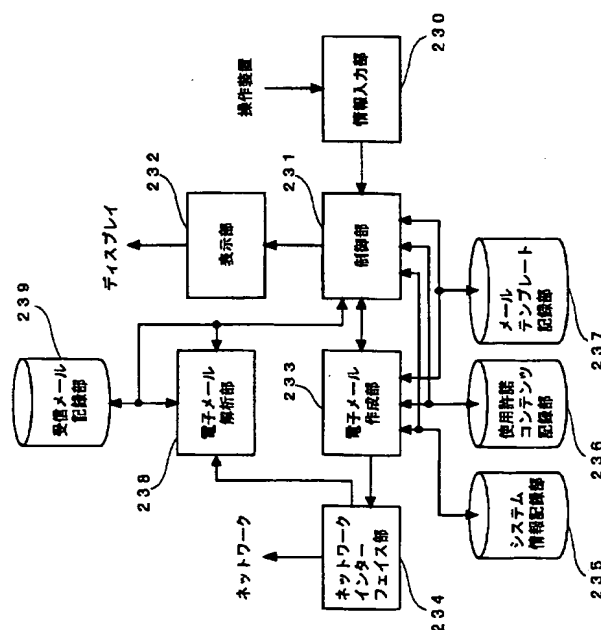 操作装置
情報入力部
230
ディスプレイ
232
表示部
231
制御部
239
受信メール
記録部
電子メール
解析部
238
233
電子メール
作成部
メール
テンプレート
記録部
237
使用許諾
コンテンツ
記録部
236
ネットワーク
ネットワーク
インター
フェイス部
234
システム
情報記録部
235